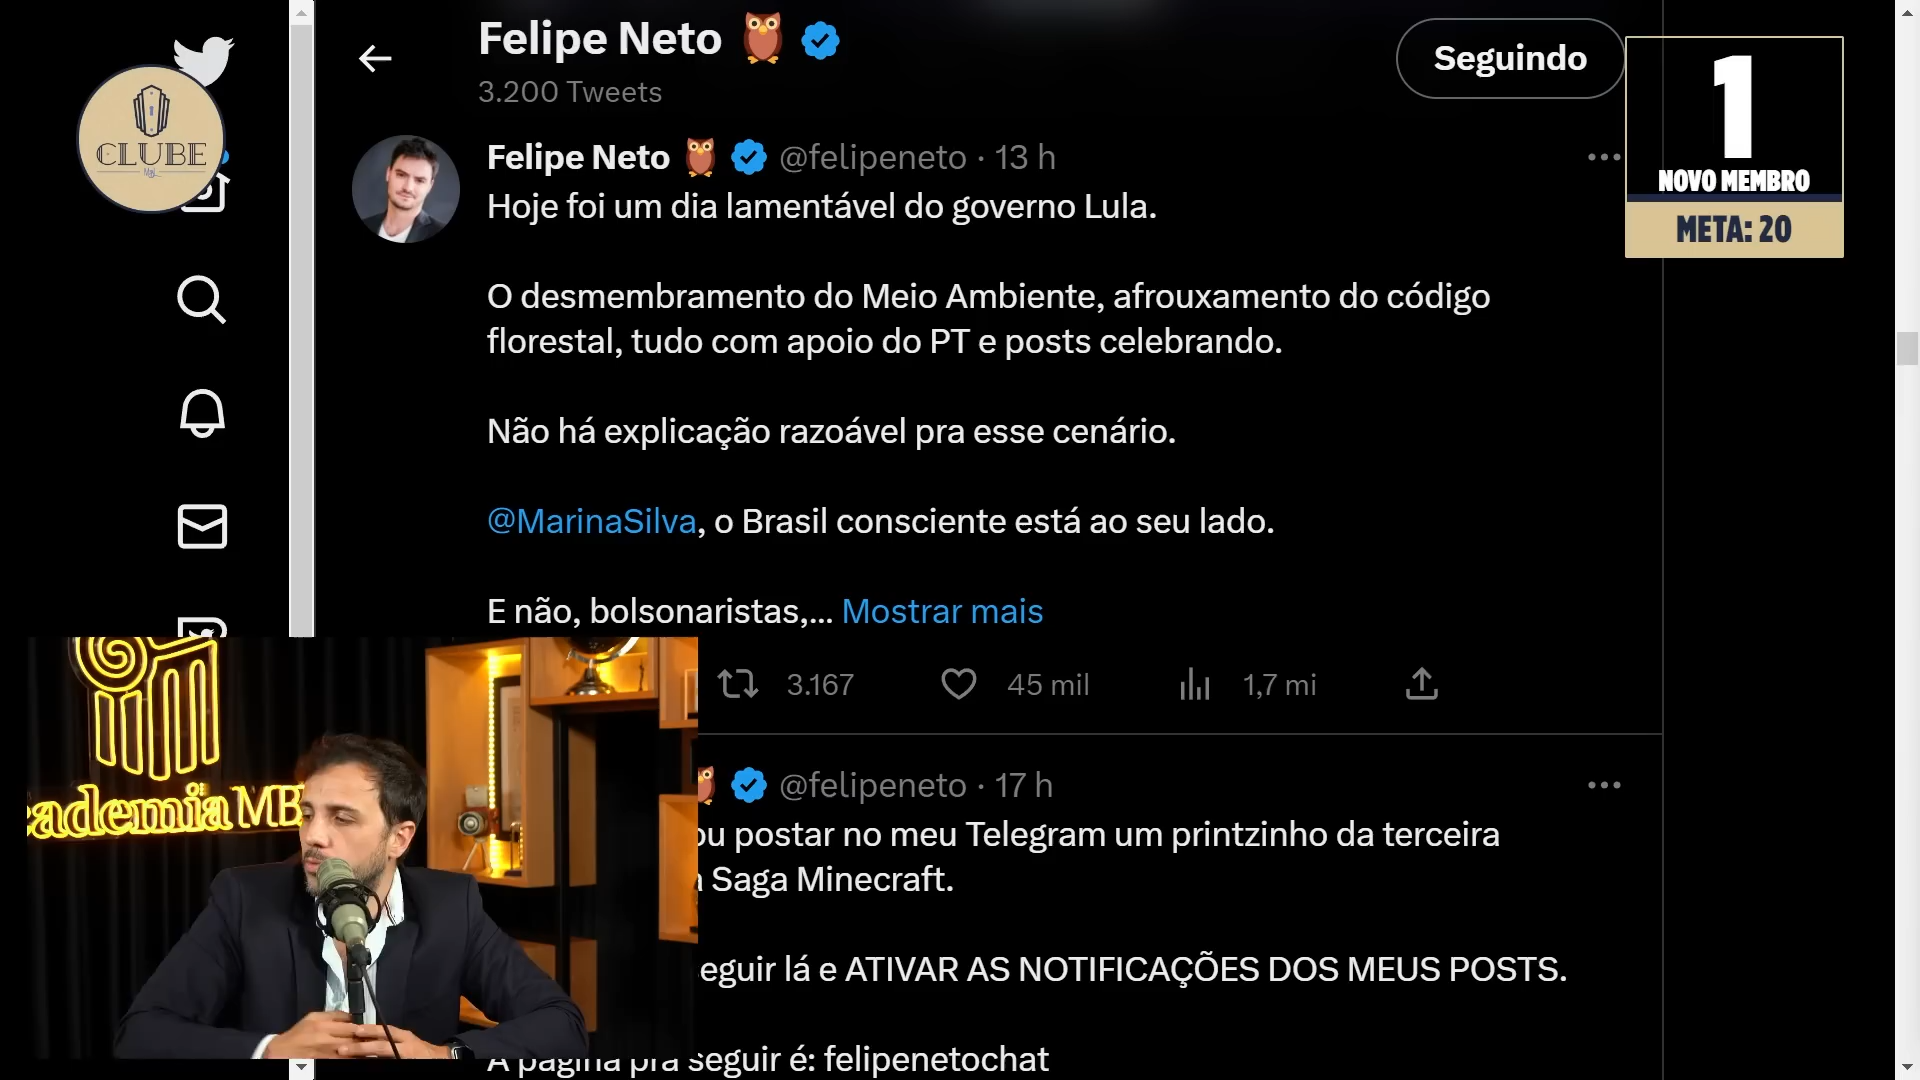 Felipe Neto
3.200 Tweets
Seguindo
1
NOVO MEMBRO
META: 20
CLUBE
Felipe Neto @felipeneto · 13 h
Hoje foi um dia lamentável do governo Lula.
O desmembramento do Meio Ambiente, afrouxamento do código
florestal, tudo com apoio do PT e posts celebrando.
Não há explicação razoável pra esse cenário.
@MarinaSilva, o Brasil consciente está ao seu lado.
E não, bolsonaristas,... Mostrar mais
3.167 45 mil 1,7 mi
@felipeneto · 17 h
ou postar no meu Telegram um printzinho da terceira
a Saga Minecraft.
eguir lá e ATIVAR AS NOTIFICAÇÕES DOS MEUS POSTS.
A página pra seguir é: felipenetochat
cademia MB